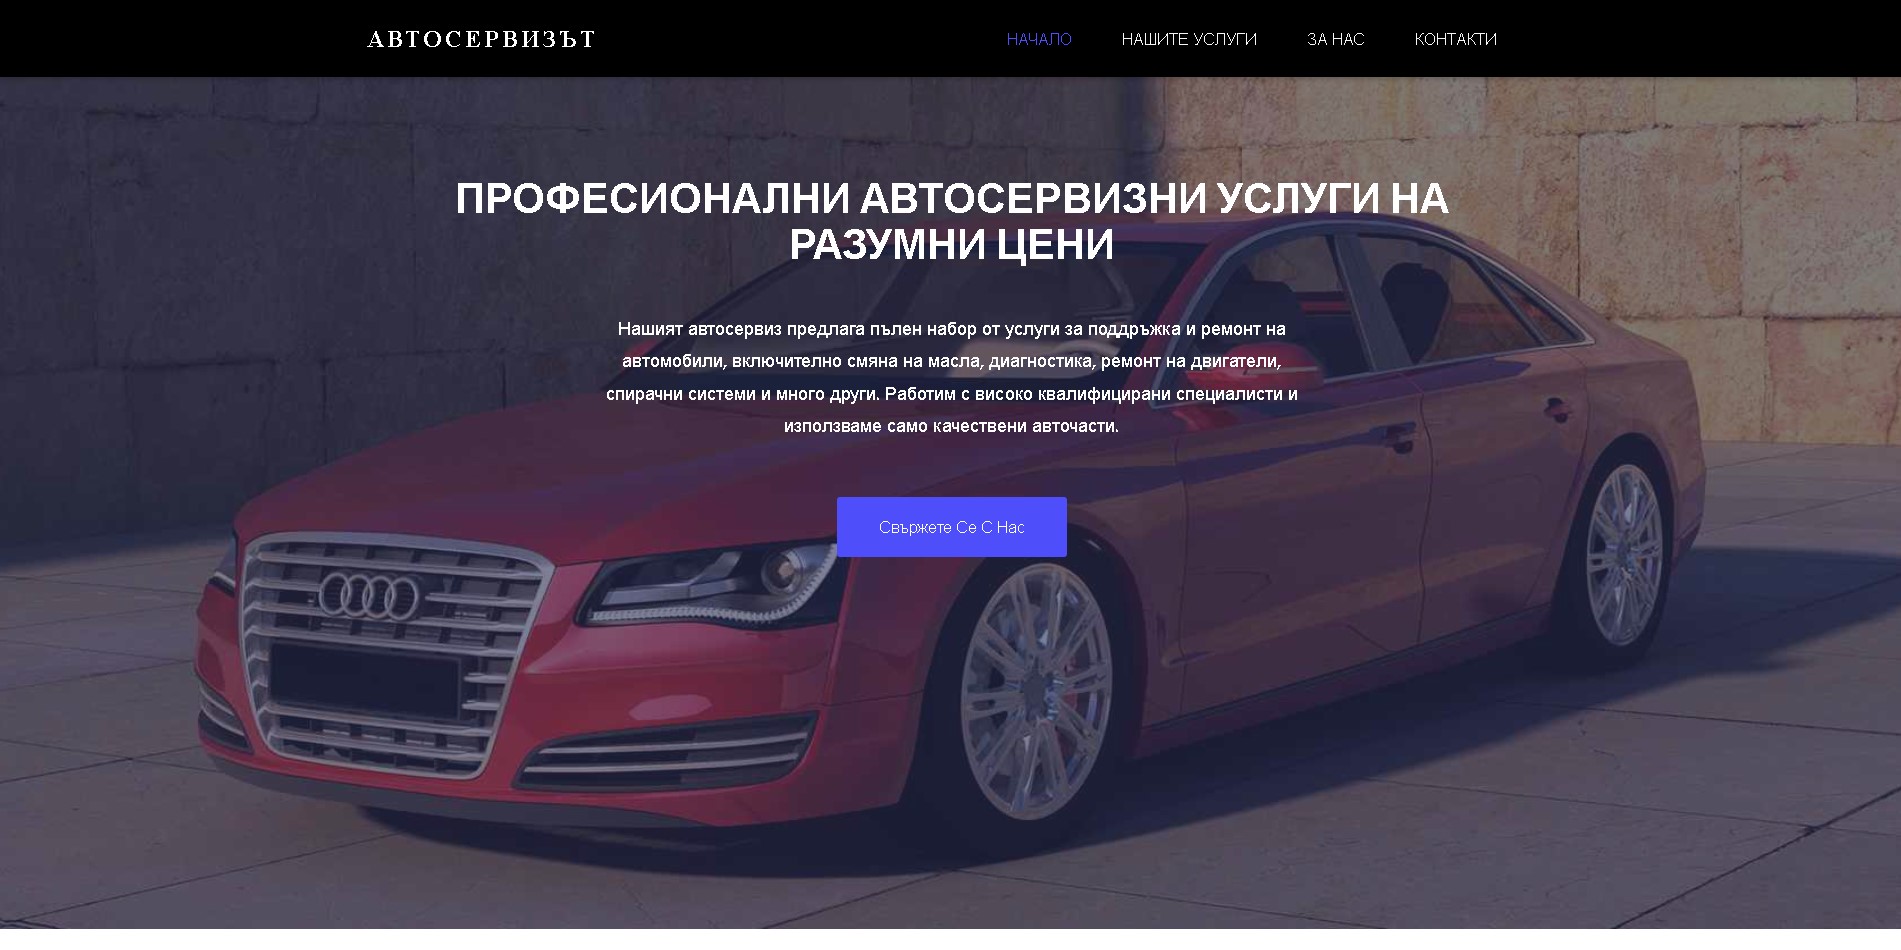 АВТОСЕРВИЗЪТ
НАЧАЛО НАШИТЕ УСЛУГИ ЗА НАС КОНТАКТИ
ПРОФЕСИОНАЛНИ АВТОСЕРВИЗНИ УСЛУГИ НА
РАЗУМНИ ЦЕНИ
Нашият автосервиз предлага пълен набор от услуги за поддръжка и ремонт на
автомобили, включително смяна на масла, диагностика, ремонт на двигатели,
спирачни системи и много други. Работим с високо квалифицирани специалисти и
използваме само качествени авточасти.
Свържете Се С Нас